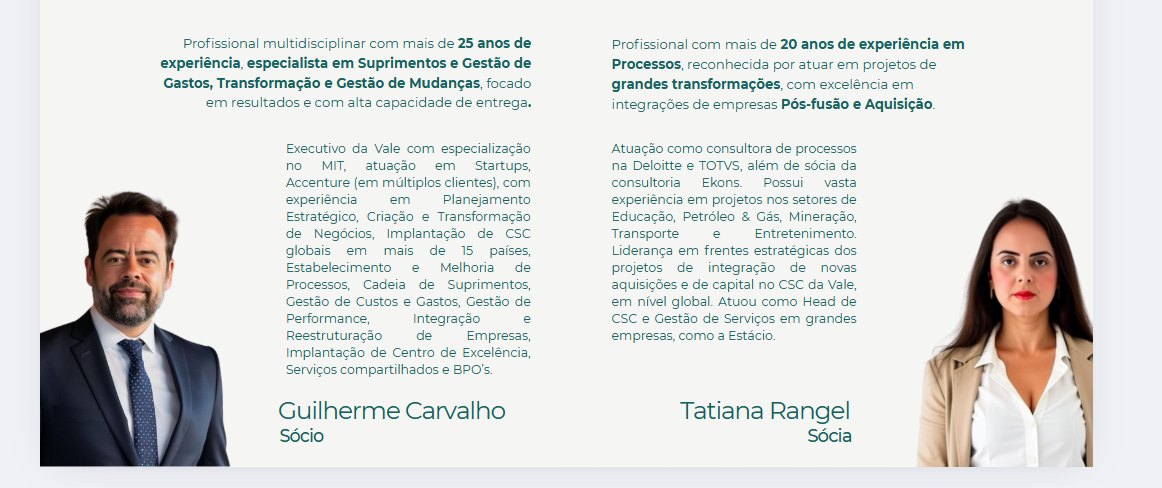 Profissional multidisciplinar com mais de 25 anos de
experiência, especialista em Suprimentos e Gestão de
Gastos, Transformação e Gestão de Mudanças, focado
em resultados e com alta capacidade de entrega.
Executivo da Vale com especialização
no MIT, atuação em Startups,
Accenture (em múltiplos clientes), com
experiência em Planejamento
Estratégico, Criação e Transformação
de Negócios, Implantação de CSC
globais em mais de 15 países,
Estabelecimento e Melhoria de
Processos, Cadeia de Suprimentos,
Gestão de Custos e Gastos, Gestão de
Performance, Integração e
Reestruturação de Empresas,
Implantação de Centro de Excelência,
Serviços compartilhados e BPO’s.
Guilherme Carvalho
Sócio
Profissional com mais de 20 anos de experiência em
Processos, reconhecida por atuar em projetos de
grandes transformações, com excelência em
integrações de empresas Pós-fusão e Aquisição.
Atuação como consultora de processos
na Deloitte e TOTVS, além de sócia da
consultoria Ekons. Possui vasta
experiência em projetos nos setores de
Educação, Petróleo & Gás, Mineração,
Transporte e Entretenimento.
Liderança em frentes estratégicas dos
projetos de integração de novas
aquisições e de capital no CSC da Vale,
em nível global. Atuou como Head de
CSC e Gestão de Serviços em grandes
empresas, como a Estácio.
Tatiana Rangel
Sócia